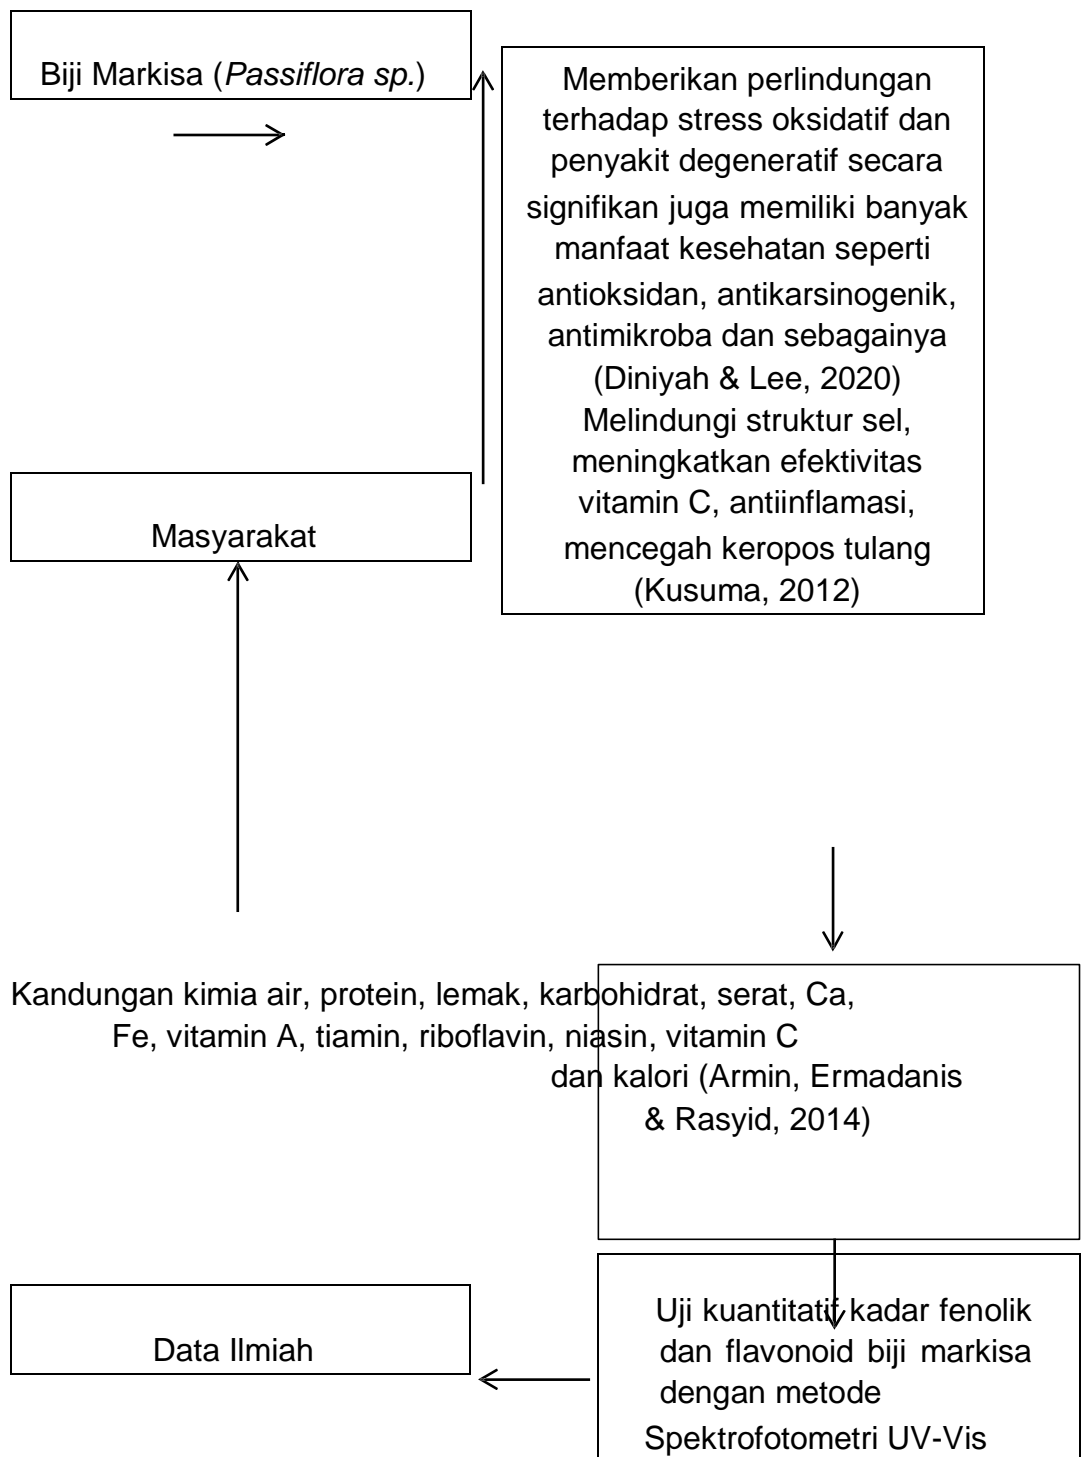 Biji Markisa (Passiflora sp.)
Memberikan perlindungan
terhadap stress oksidatif dan
penyakit degeneratif secara
signifikan juga memiliki banyak
manfaat kesehatan seperti
antioksidan, antikarsinogenik,
antimikroba dan sebagainya
(Diniyah & Lee, 2020)
Melindungi struktur sel,
meningkatkan efektivitas
vitamin C, antiinflamasi,
mencegah keropos tulang
(Kusuma, 2012)
Masyarakat
Kandungan kimia air, protein, lemak, karbohidrat, serat, Ca,
Fe, vitamin A, tiamin, riboflavin, niasin, vitamin C
dan kalori (Armin, Ermadanis
& Rasyid, 2014)
Data Ilmiah
Uji kuantitatif kadar fenolik
dan flavonoid biji markisa
dengan metode
Spektrofotometri UV-Vis